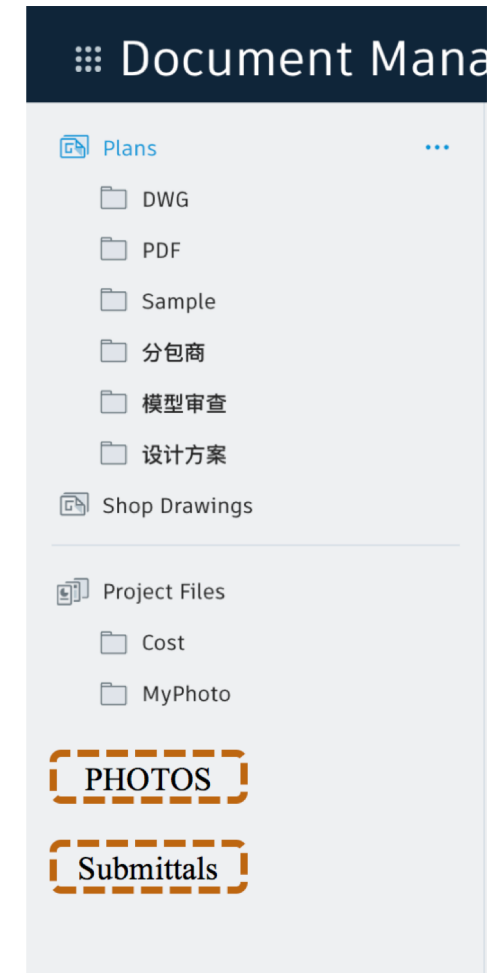 Document Mana
Plans
DWG
PDF
Sample
分包商
模型审查
设计方案
Shop Drawings
Project Files
Cost
MyPhoto
PHOTOS
Submittals